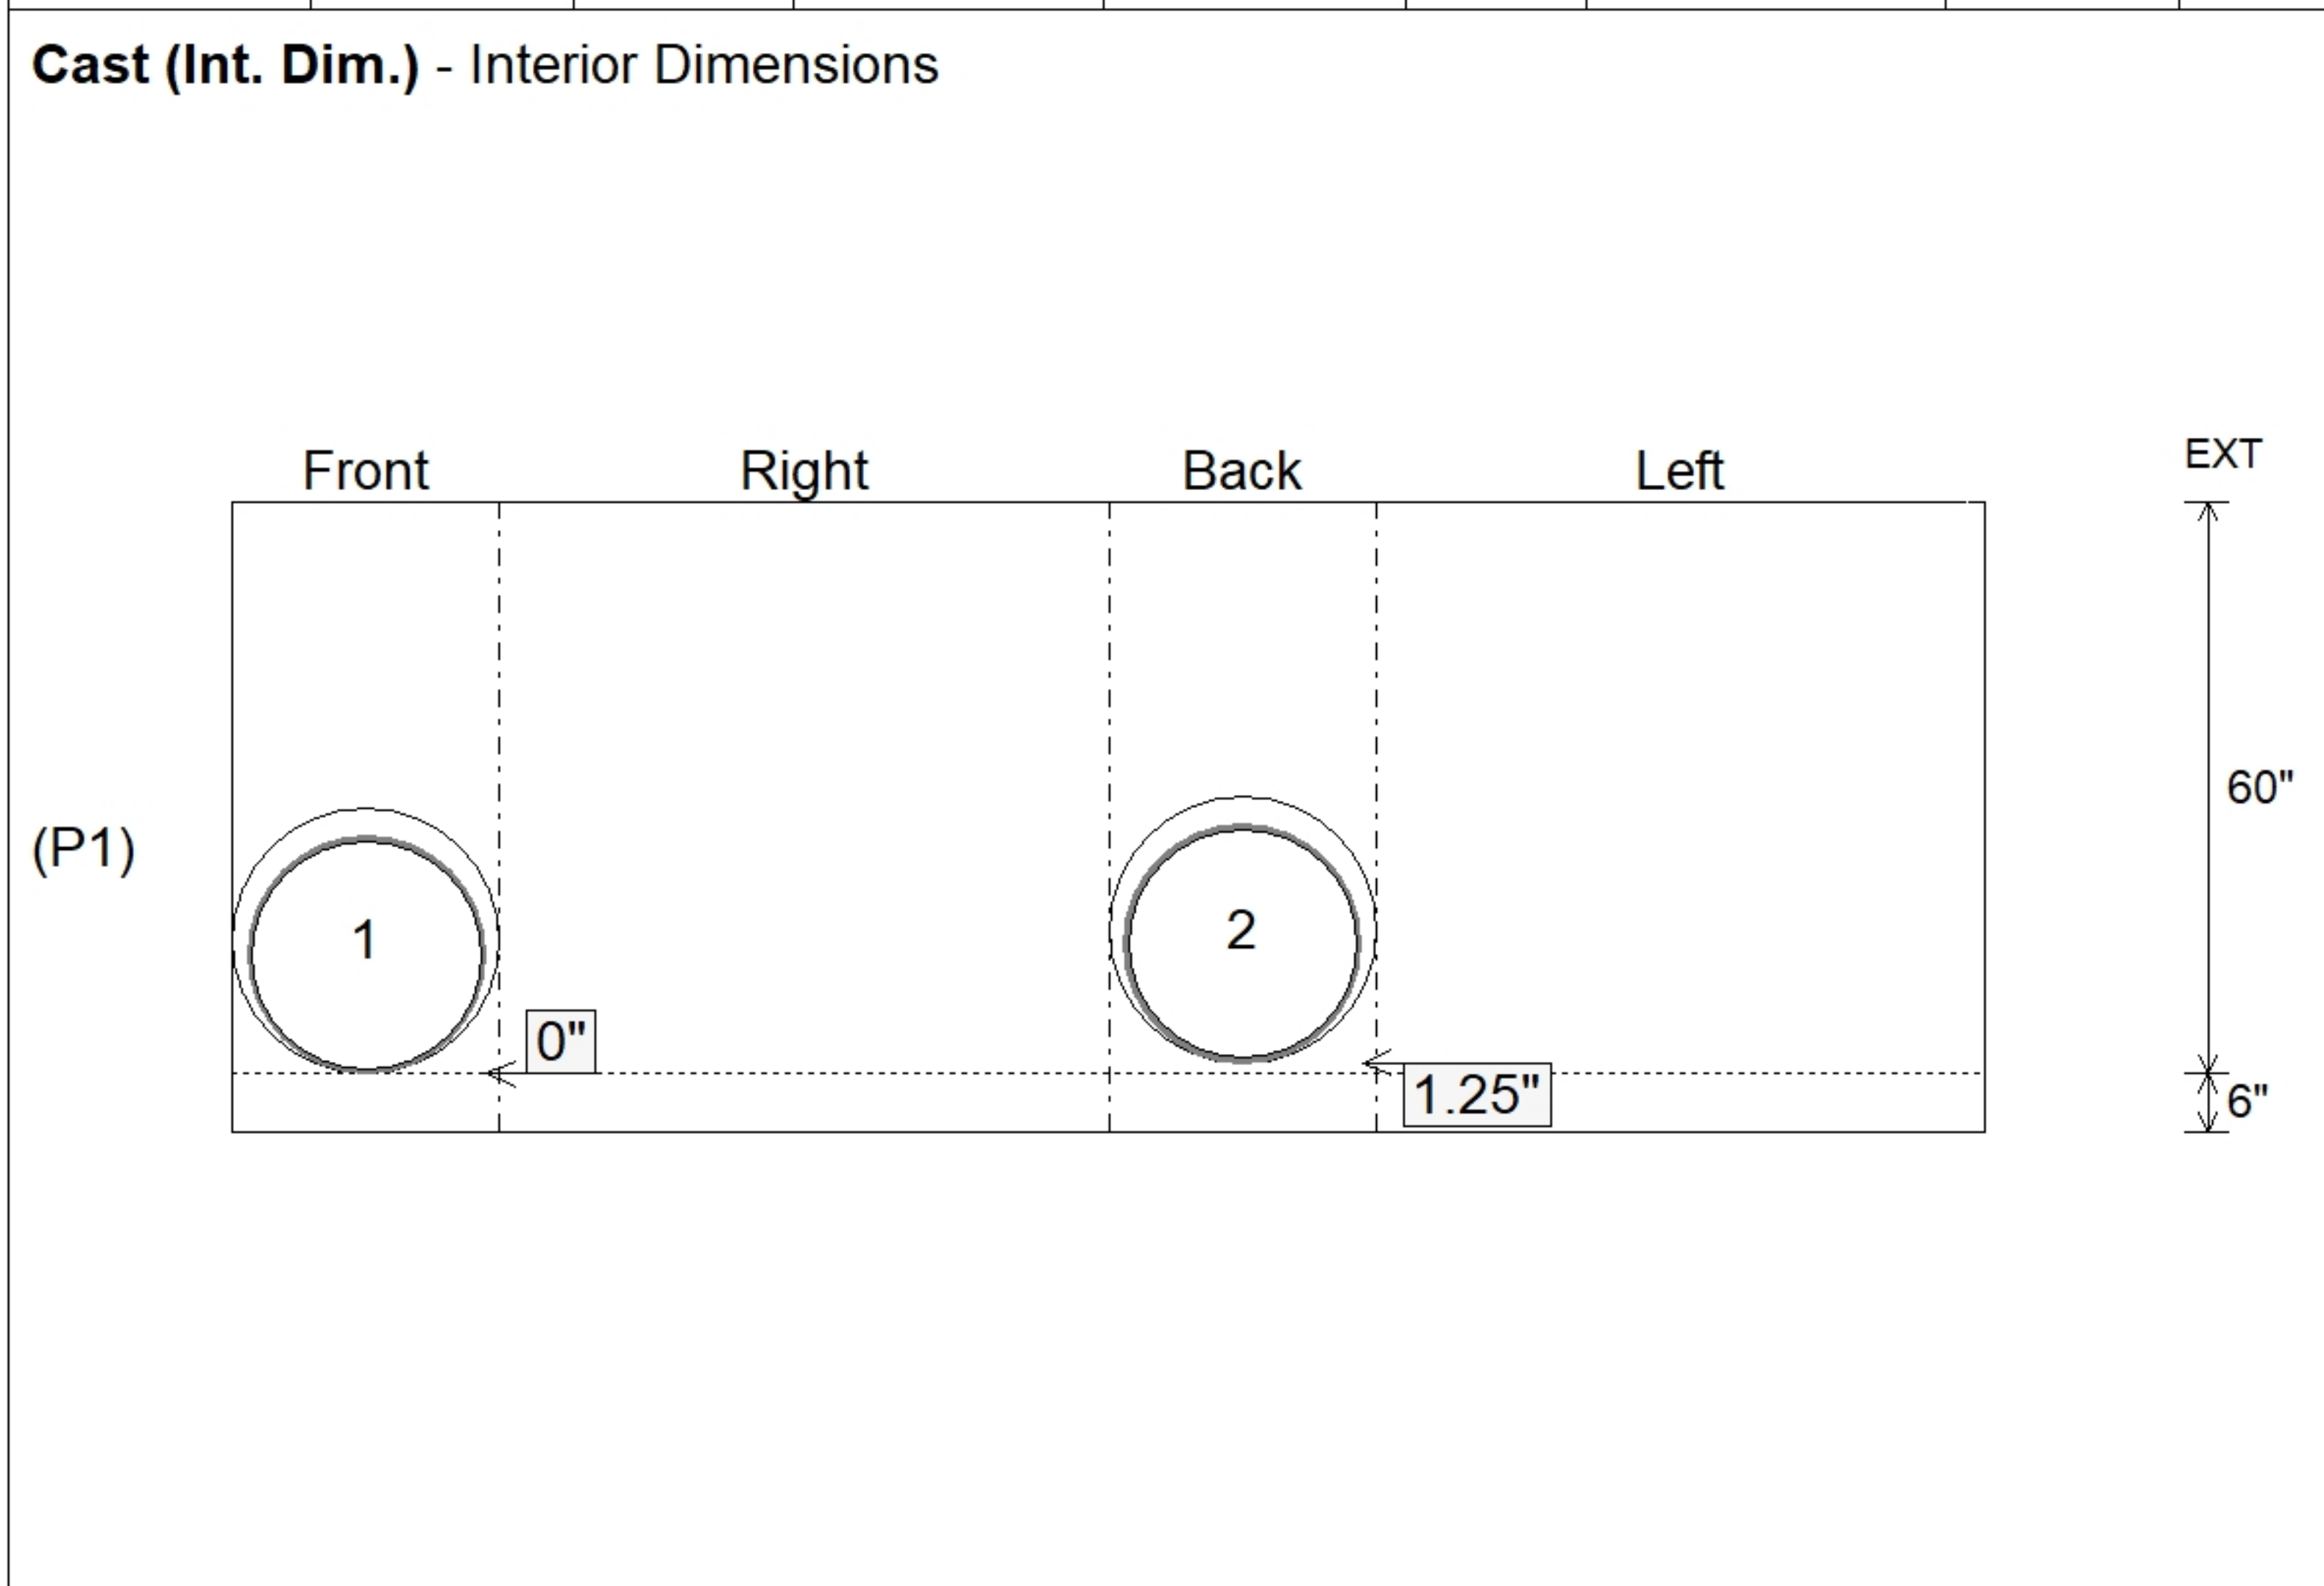 Cast (Int. Dim.) - Interior Dimensions
Front Right Back Left EXT
60"
(P1)
1 2
0"
1.25" 6"